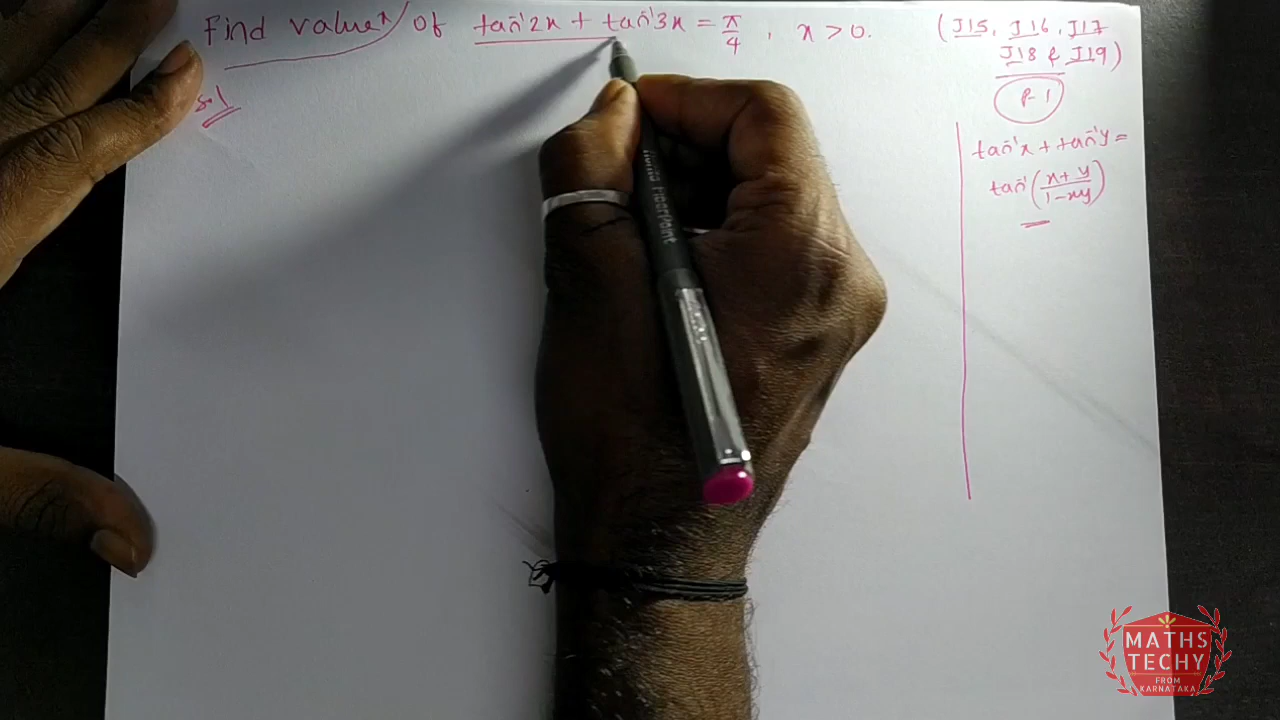 Find value x of tan⁻¹2x + tan⁻¹3x = π/4 , x > 0.
(J15, J16, J17
J18 & J19)
P-1
Sol
tan⁻¹x + tan⁻¹y =
tan⁻¹(x+y/1-xy)
MATHS
TECHY
FROM
KARNATAKA